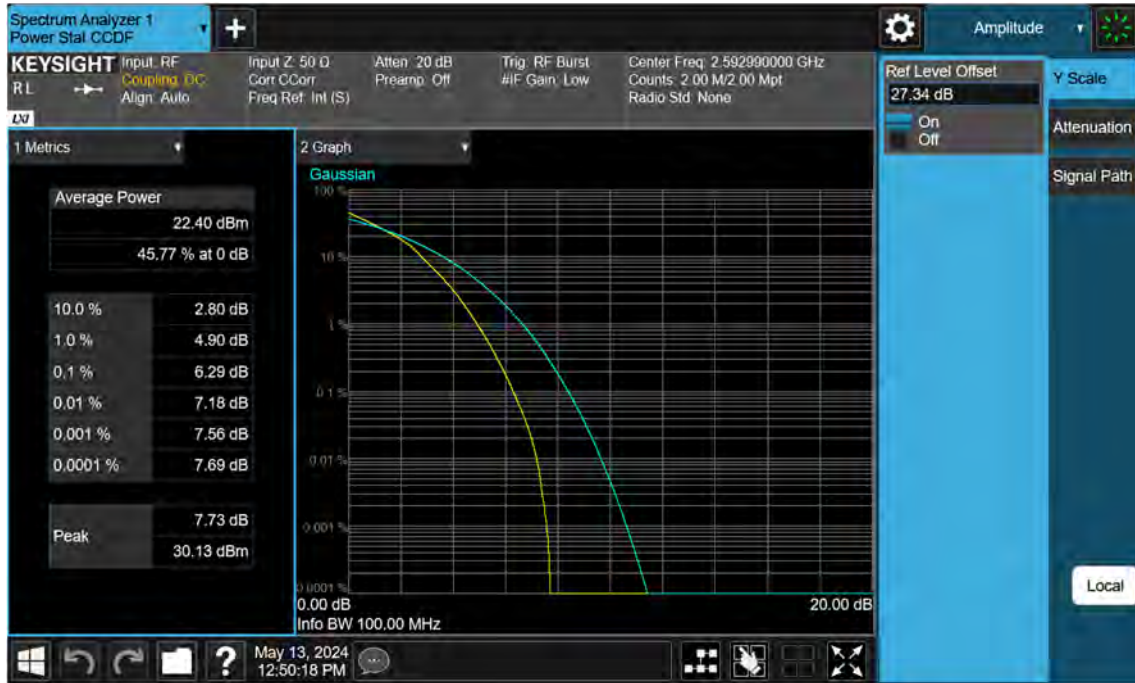 Spectrum Analyzer 1
Power Stat CCDF
+
Amplitude
KEYSIGHT
Input: RF
Coupling: DC
Align: Auto
Input Z: 50 Ω
Corr CCorr
Freq Ref: Int (S)
Atten: 20 dB
Preamp: Off
Trig: RF Burst
#IF Gain: Low
Center Freq: 2.592990000 GHz
Counts: 2.00 M/2.00 Mpt
Radio Std: None
RL
LXI
Ref Level Offset
27.34 dB
On
Off
Y Scale
Attenuation
Signal Path
1 Metrics
2 Graph
Average Power
22.40 dBm
45.77 % at 0 dB
10.0 % 2.80 dB
1.0 % 4.90 dB
0.1 % 6.29 dB
0.01 % 7.18 dB
0.001 % 7.56 dB
0.0001 % 7.69 dB
Peak
7.73 dB
30.13 dBm
Gaussian
100 %
10 %
1 %
0.1 %
0.01 %
0.001 %
0.0001 %
0.00 dB
20.00 dB
Info BW 100.00 MHz
Local
?
May 13, 2024
12:50:18 PM